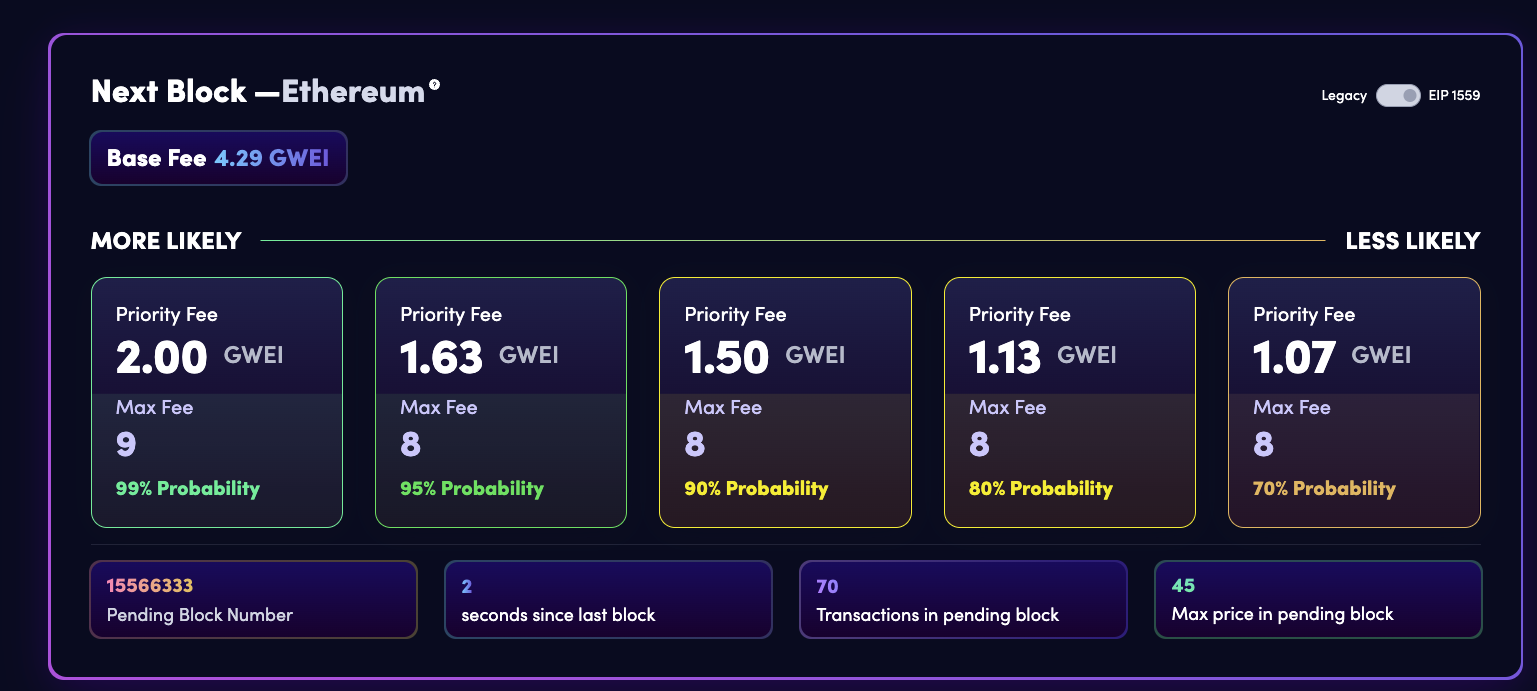 Next Block —Ethereum?
Legacy EIP 1559
Base Fee 4.29 GWEI
MORE LIKELY LESS LIKELY
Priority Fee
2.00 GWEI
Max Fee
9
99% Probability
Priority Fee
1.63 GWEI
Max Fee
8
95% Probability
Priority Fee
1.50 GWEI
Max Fee
8
90% Probability
Priority Fee
1.13 GWEI
Max Fee
8
80% Probability
Priority Fee
1.07 GWEI
Max Fee
8
70% Probability
15566333
Pending Block Number
2
seconds since last block
70
Transactions in pending block
45
Max price in pending block